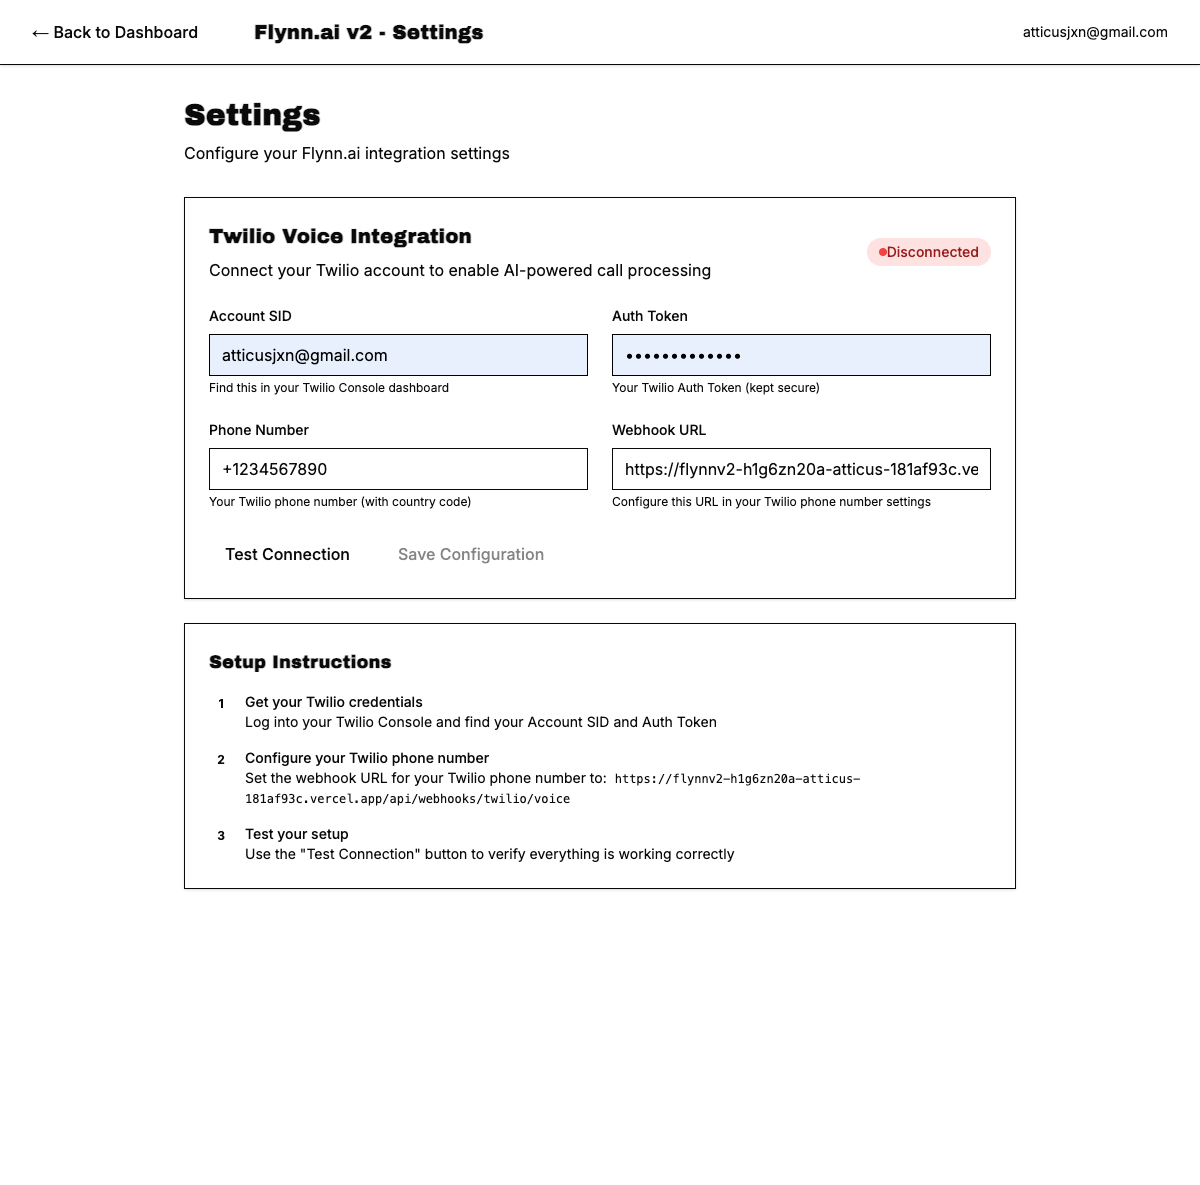 ← Back to Dashboard
Flynn.ai v2 - Settings
atticusjxn@gmail.com
Settings
Configure your Flynn.ai integration settings
Twilio Voice Integration
Connect your Twilio account to enable AI-powered call processing
Disconnected
Account SID
atticusjxn@gmail.com
Find this in your Twilio Console dashboard
Auth Token
•••••••••••••
Your Twilio Auth Token (kept secure)
Phone Number
+1234567890
Your Twilio phone number (with country code)
Webhook URL
https://flynnv2-h1g6zn20a-atticus-181af93c.ve
Configure this URL in your Twilio phone number settings
Test Connection
Save Configuration
Setup Instructions
1
Get your Twilio credentials
Log into your Twilio Console and find your Account SID and Auth Token
2
Configure your Twilio phone number
Set the webhook URL for your Twilio phone number to: https://flynnv2-h1g6zn20a-atticus-
181af93c.vercel.app/api/webhooks/twilio/voice
3
Test your setup
Use the "Test Connection" button to verify everything is working correctly